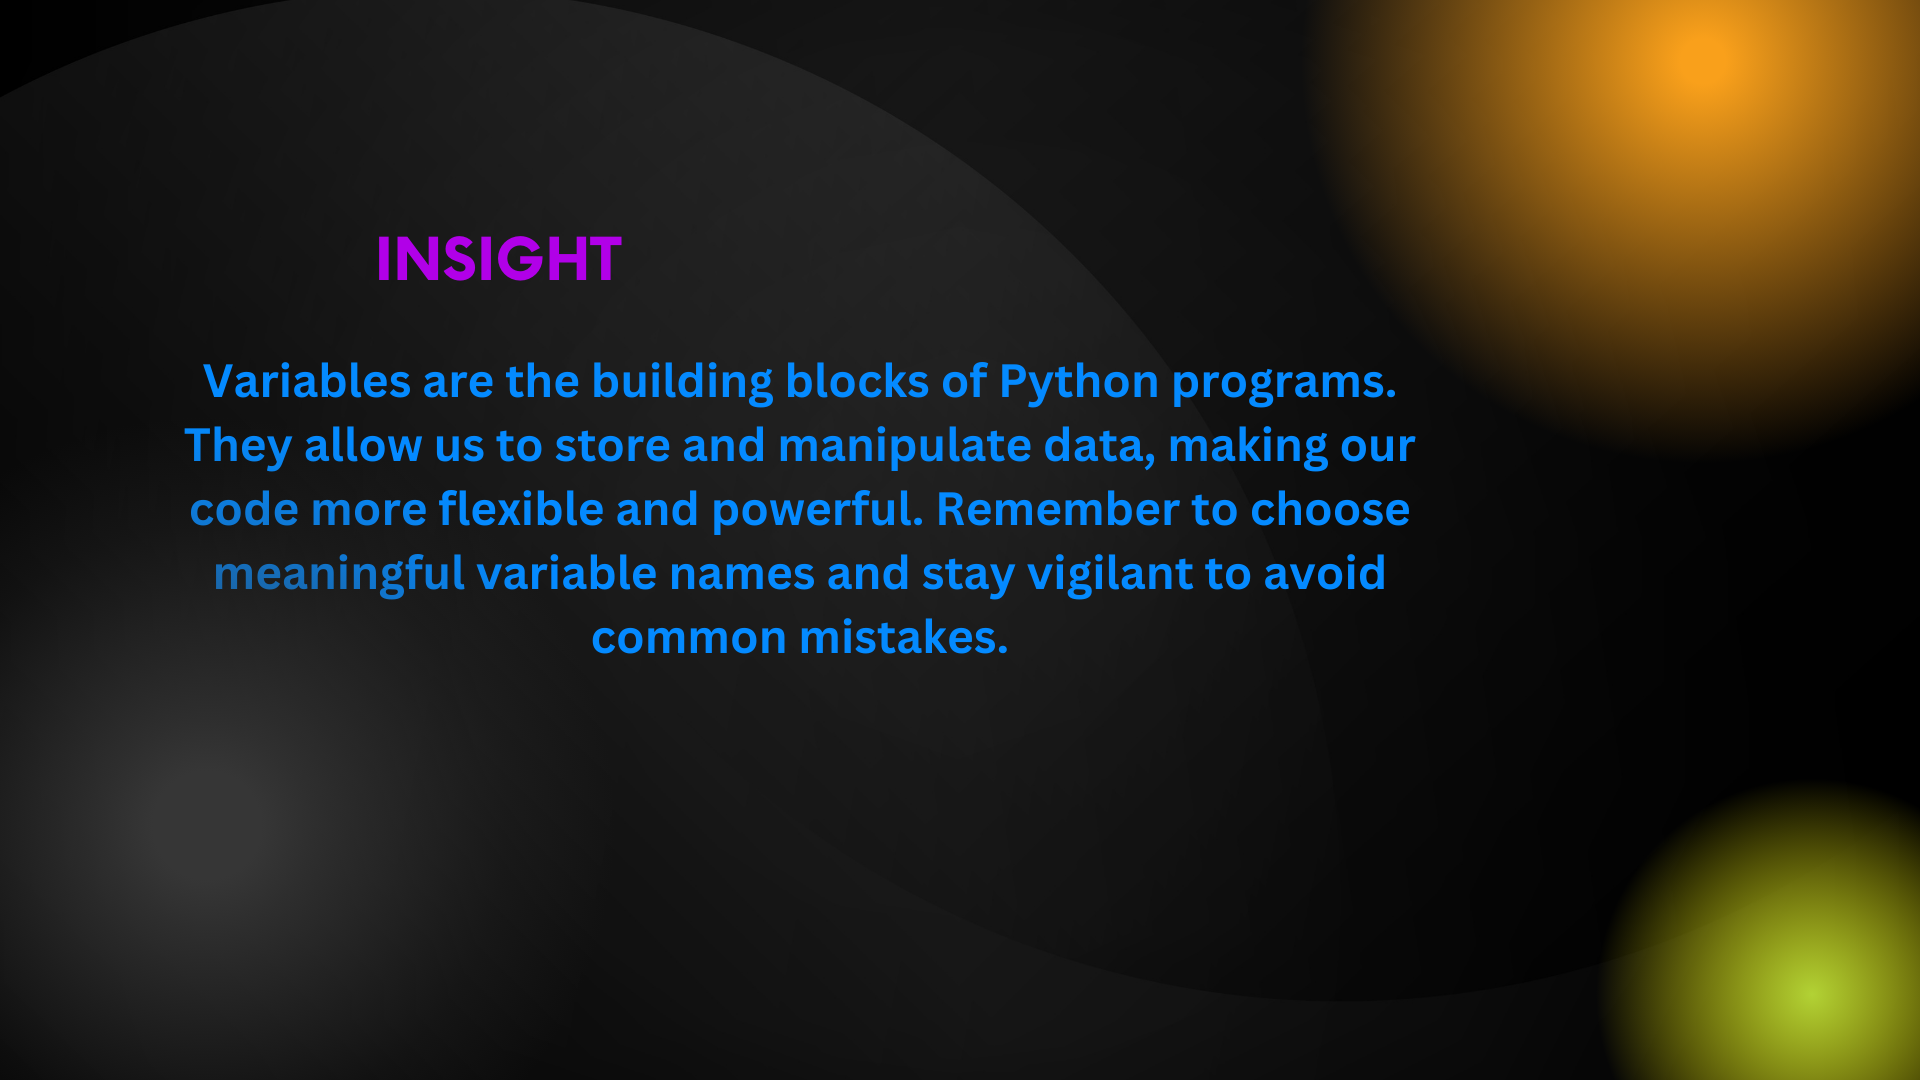 INSIGHT
Variables are the building blocks of Python programs.
They allow us to store and manipulate data, making our
code more flexible and powerful. Remember to choose
meaningful variable names and stay vigilant to avoid
common mistakes.